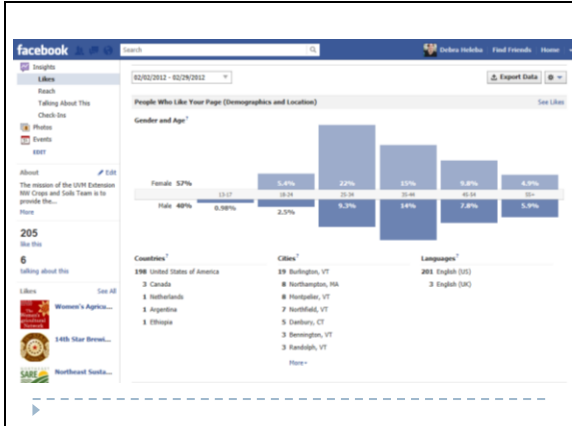 facebook
Search
Debra Heleba Find Friends Home
Insights
Likes
Reach
Talking About This
Check-Ins
Photos
Events
EDIT
About Edit
The mission of the UVM Extension
NW Crops and Soils Team is to
provide the...
More
205
like this
6
talking about this
Likes See All
Women's Agricu...
14th Star Brewi...
SARE
Northeast Susta...
02/02/2012 - 02/29/2012
Export Data
People Who Like Your Page (Demographics and Location) See Likes
Gender and Age?
Female 57% 5.4% 22% 15% 9.8% 4.9%
13-17 18-24 25-34 35-44 45-54 55+
Male 40% 0.98% 2.5% 9.3% 14% 7.8% 5.9%
Countries?
198 United States of America
3 Canada
1 Netherlands
1 Argentina
1 Ethiopia
Cities?
19 Burlington, VT
8 Northampton, MA
8 Montpelier, VT
7 Northfield, VT
5 Danbury, CT
3 Bennington, VT
3 Randolph, VT
More
Languages?
201 English (US)
3 English (UK)